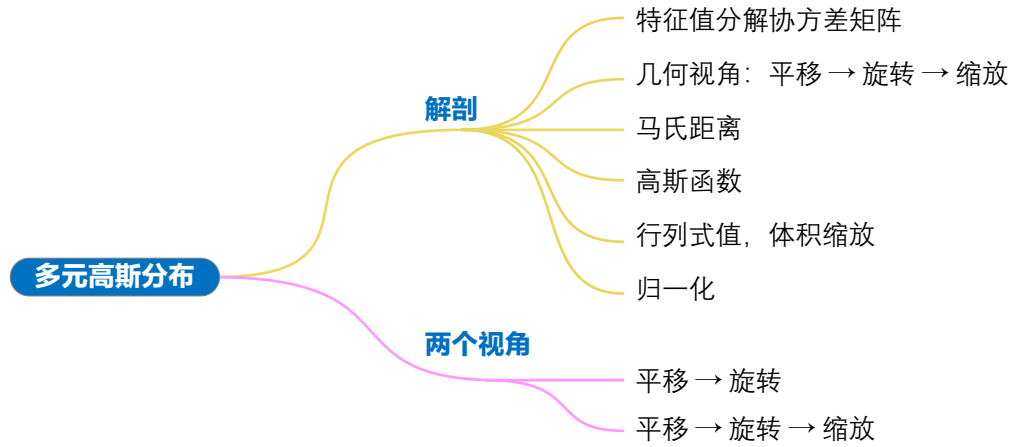 特征值分解协方差矩阵
几何视角：平移 → 旋转 → 缩放
解剖
马氏距离
高斯函数
行列式值，体积缩放
多元高斯分布
归一化
两个视角
平移 → 旋转
平移 → 旋转 → 缩放